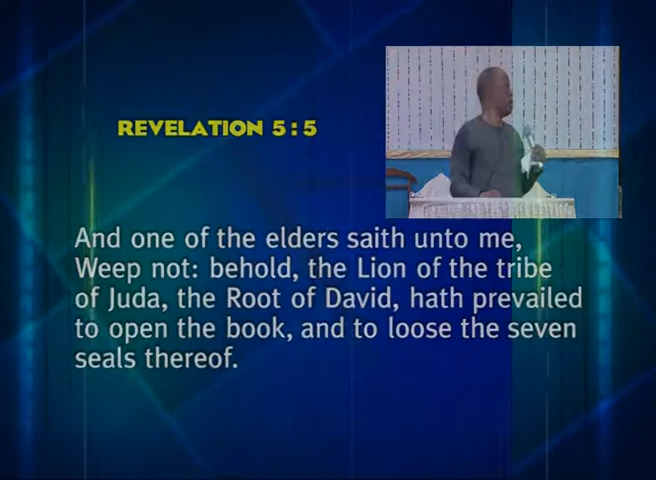 REVELATION 5:5
And one of the elders saith unto me,
Weep not: behold, the Lion of the tribe
of Juda, the Root of David, hath prevailed
to open the book, and to loose the seven
seals thereof.